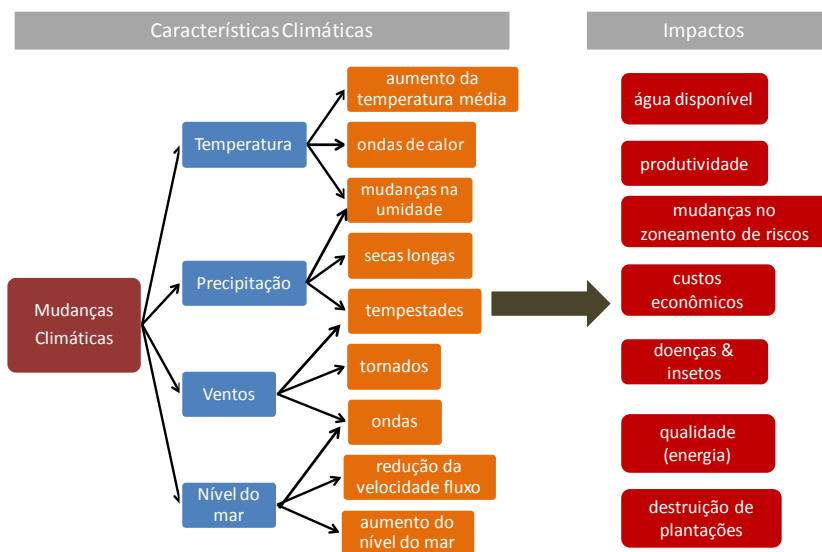 Características Climáticas
Impactos
Mudanças
Climáticas
Temperatura
Precipitação
Ventos
Nível do
mar
aumento da
temperatura média
ondas de calor
mudanças na
umidade
secas longas
tempestades
tornados
ondas
redução da
velocidade fluxo
aumento do
nível do mar
água disponível
produtividade
mudanças no
zoneamento de riscos
custos
econômicos
doenças &
insetos
qualidade
(energia)
destruição de
plantações